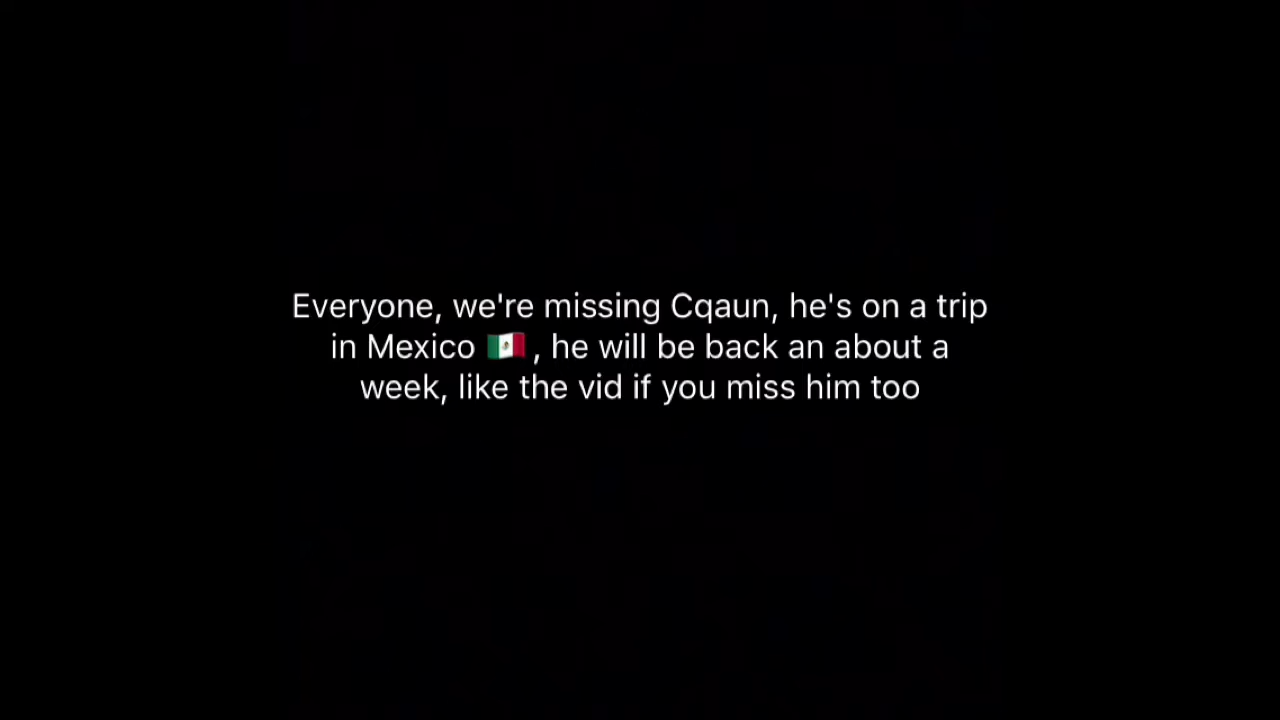 Everyone, we're missing Cqaun, he's on a trip
in Mexico 🇲🇽 , he will be back an about a
week, like the vid if you miss him too